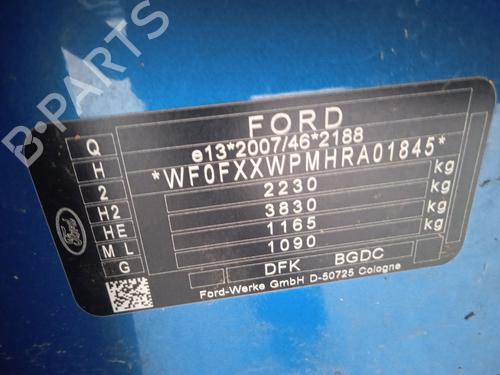 B-PARTS
FORD
Q e13*2007/46*2188
H *WF0FXXWPMHRA01845*
2 2230 kg
H2 3830 kg
HE 1165 kg
M L 1090 kg
G DFK BGDC
Ford
Ford-Werke GmbH D-50725 Cologne